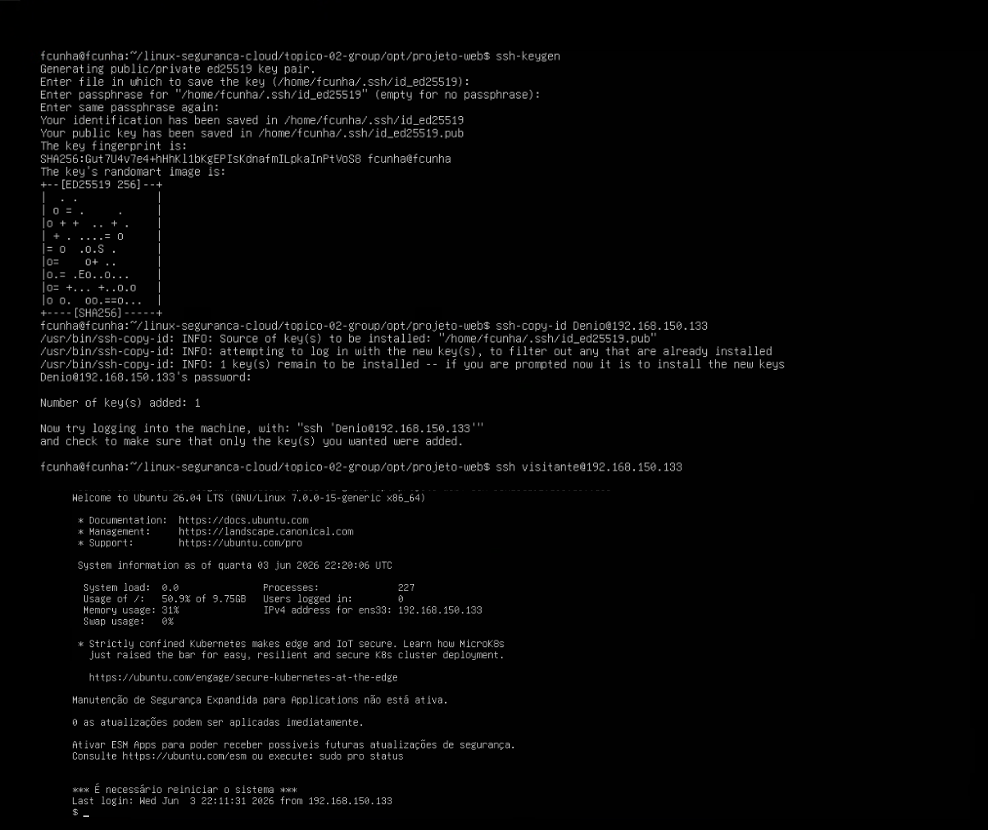 fcunha@fcunha:~/linux-seguranca-cloud/topico-02-group/opt/projeto-web$ ssh-keygen
Generating public/private ed25519 key pair.
Enter file in which to save the key (/home/fcunha/.ssh/id_ed25519):
Enter passphrase for "/home/fcunha/.ssh/id_ed25519" (empty for no passphrase):
Enter same passphrase again:
Your identification has been saved in /home/fcunha/.ssh/id_ed25519
Your public key has been saved in /home/fcunha/.ssh/id_ed25519.pub
The key fingerprint is:
SHA256:Gut7U4v7e4+hHhKl1bKgEPIsKdnafmILpkaInPtVoS8 fcunha@fcunha
The key's randomart image is:
+--[ED25519 256]--+
|  . .            |
| o = .     .     |
|o + +  .. + .    |
| + . ....= o     |
|= o  .o.S .      |
|o=    o+ ..      |
|o.= .Eo..o...    |
|o= +... +..o.o   |
|o o.  oo.==o...  |
+----[SHA256]-----+
fcunha@fcunha:~/linux-seguranca-cloud/topico-02-group/opt/projeto-web$ ssh-copy-id Denio@192.168.150.133
/usr/bin/ssh-copy-id: INFO: Source of key(s) to be installed: "/home/fcunha/.ssh/id_ed25519.pub"
/usr/bin/ssh-copy-id: INFO: attempting to log in with the new key(s), to filter out any that are already installed
/usr/bin/ssh-copy-id: INFO: 1 key(s) remain to be installed -- if you are prompted now it is to install the new keys
Denio@192.168.150.133's password:
Number of key(s) added: 1
Now try logging into the machine, with: "ssh 'Denio@192.168.150.133'"
and check to make sure that only the key(s) you wanted were added.
fcunha@fcunha:~/linux-seguranca-cloud/topico-02-group/opt/projeto-web$ ssh visitante@192.168.150.133
Welcome to Ubuntu 26.04 LTS (GNU/Linux 7.0.0-15-generic x86_64)
* Documentation:  https://docs.ubuntu.com
* Management:     https://landscape.canonical.com
* Support:        https://ubuntu.com/pro
System information as of quarta 03 jun 2026 22:20:06 UTC
System load:  0.0               Processes:              227
Usage of /:   50.9% of 9.75GB   Users logged in:        0
Memory usage: 31%               IPv4 address for ens33: 192.168.150.133
Swap usage:   0%
* Strictly confined Kubernetes makes edge and IoT secure. Learn how MicroK8s
just raised the bar for easy, resilient and secure K8s cluster deployment.
https://ubuntu.com/engage/secure-kubernetes-at-the-edge
Manutenção de Segurança Expandida para Applications não está ativa.
0 as atualizações podem ser aplicadas imediatamente.
Ativar ESM Apps para poder receber possiveis futuras atualizações de segurança.
Consulte https://ubuntu.com/esm ou execute: sudo pro status
*** É necessário reiniciar o sistema ***
Last login: Wed Jun  3 22:11:31 2026 from 192.168.150.133
$ _